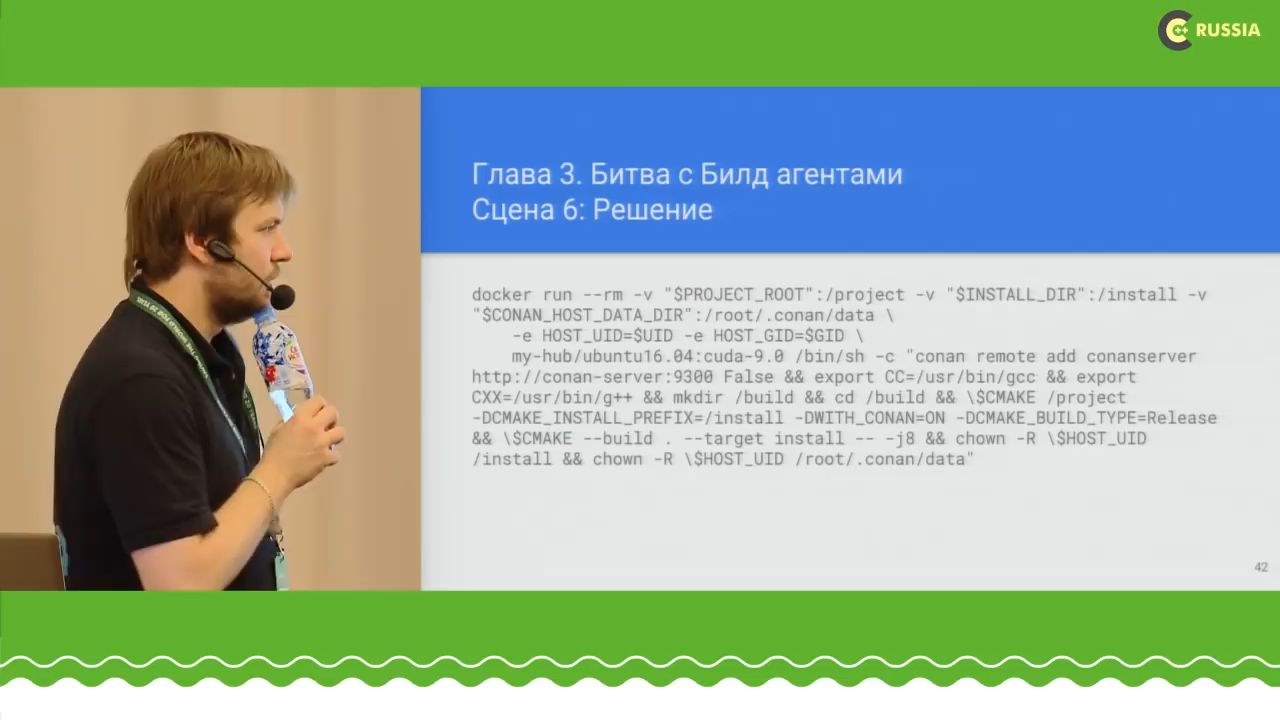 C++ RUSSIA
Глава 3. Битва с Билд агентами
Сцена 6: Решение
docker run --rm -v "$PROJECT_ROOT":/project -v "$INSTALL_DIR":/install -v
"$CONAN_HOST_DATA_DIR":/root/.conan/data \
-e HOST_UID=$UID -e HOST_GID=$GID \
my-hub/ubuntu16.04:cuda-9.0 /bin/sh -c "conan remote add conanserver
http://conan-server:9300 False && export CC=/usr/bin/gcc && export
CXX=/usr/bin/g++ && mkdir /build && cd /build && \$CMAKE /project
-DCMAKE_INSTALL_PREFIX=/install -DWITH_CONAN=ON -DCMAKE_BUILD_TYPE=Release
&& \$CMAKE --build . --target install -- -j8 && chown -R \$HOST_UID
/install && chown -R \$HOST_UID /root/.conan/data"
42